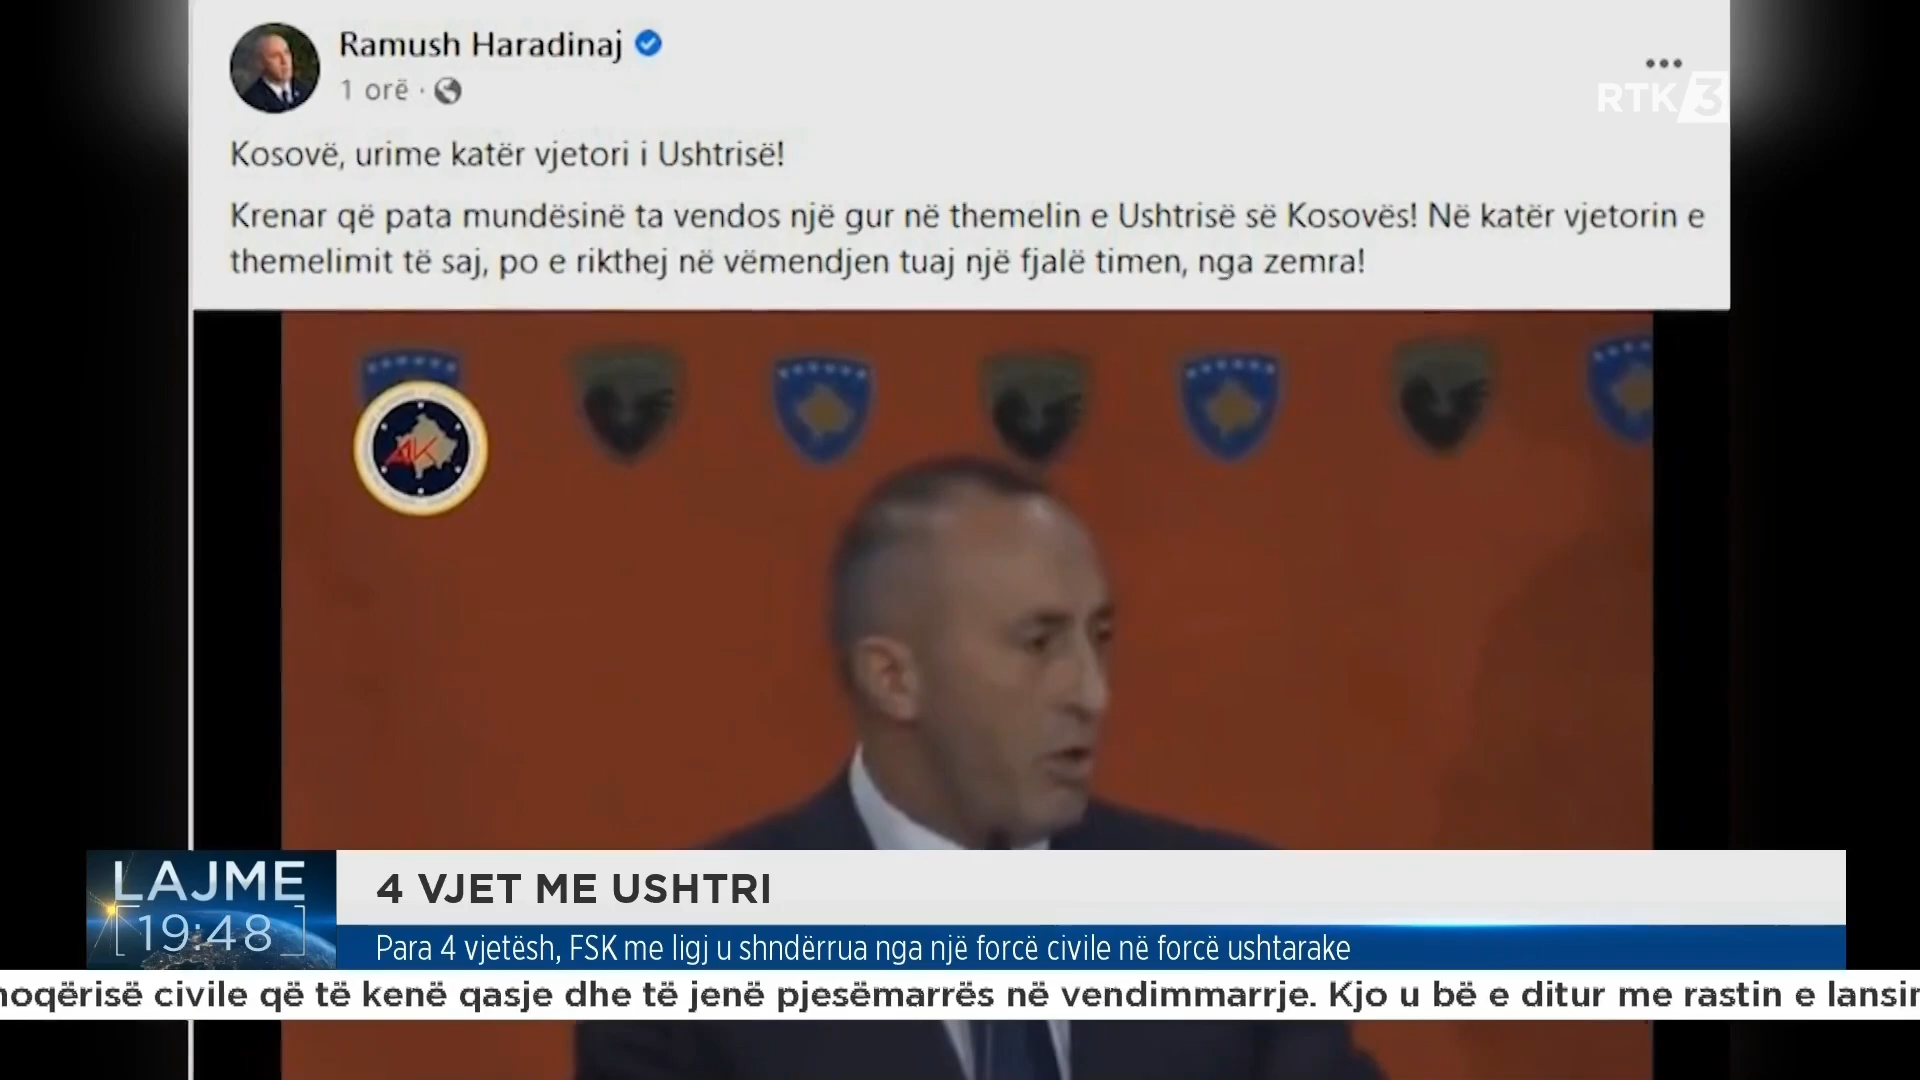 Ramush Haradinaj
1 orë ·
RTK 3
Kosovë, urime katër vjetori i Ushtrisë!
Krenar që pata mundësinë ta vendos një gur në themelin e Ushtrisë së Kosovës! Në katër vjetorin e
themelimit të saj, po e rikthej në vëmendjen tuaj një fjalë timen, nga zemra!
AK
LAJME
19:48
4 VJET ME USHTRI
Para 4 vjetësh, FSK me ligj u shndërrua nga një forcë civile në forcë ushtarake
hoqërisë civile që të kenë qasje dhe të jenë pjesëmarrës në vendimmarrje. Kjo u bë e ditur me rastin e lansir